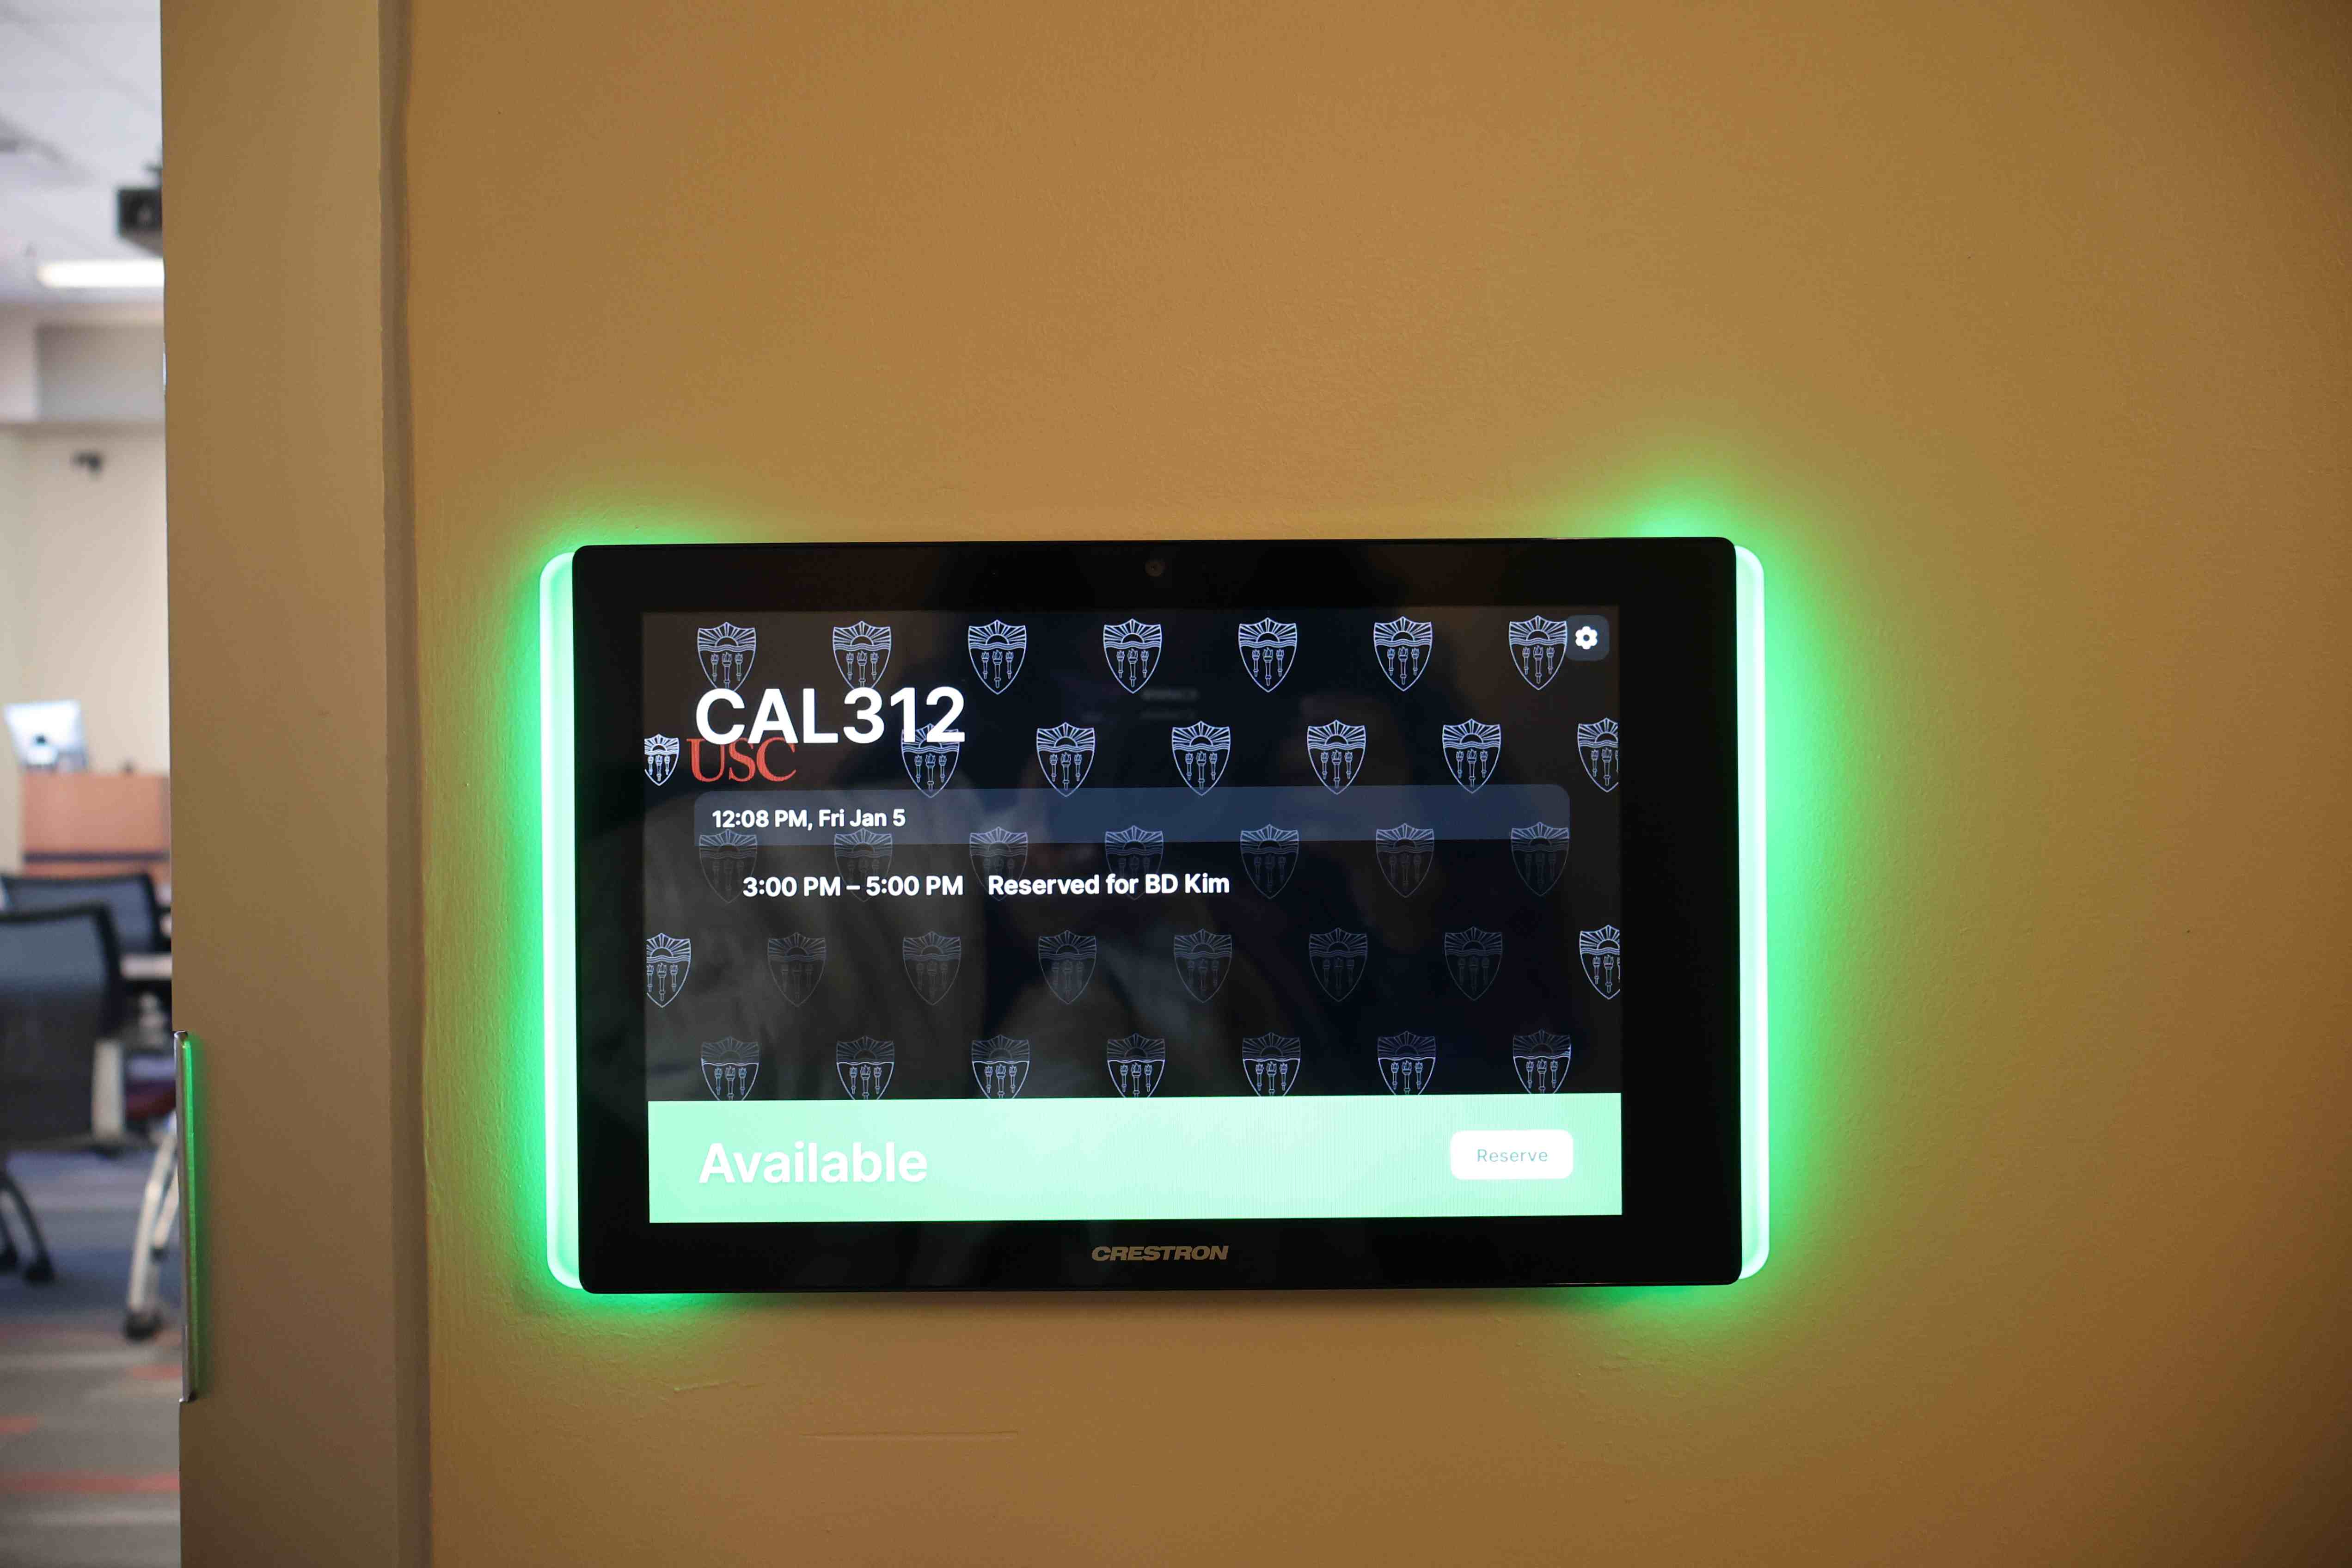 CAL312
USC
12:08 PM, Fri Jan 5
3:00 PM – 5:00 PM Reserved for BD Kim
Available
Reserve
CRESTRON